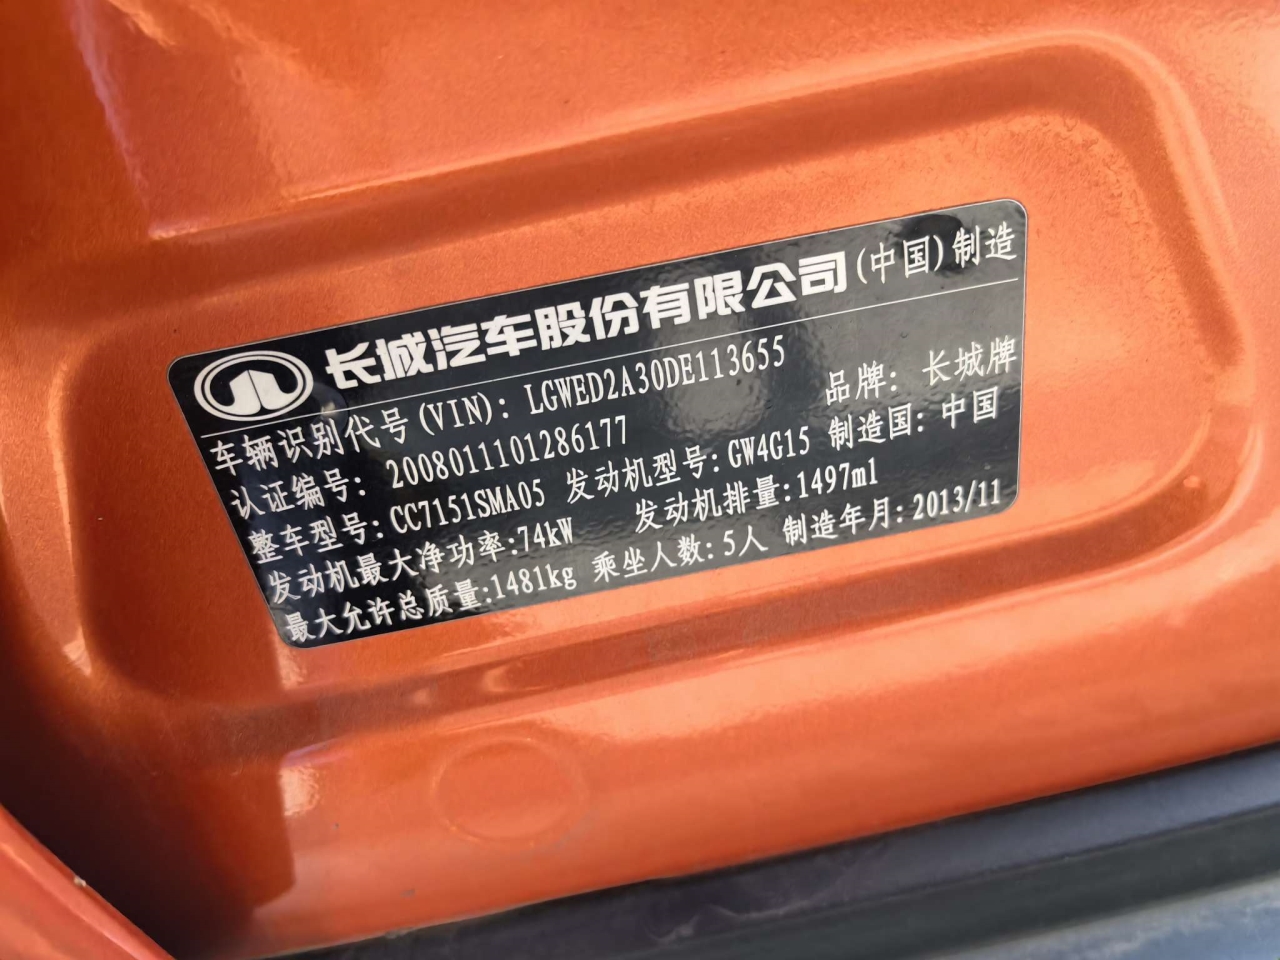 长城汽车股份有限公司(中国)制造
车辆识别代号(VIN): LGWED2A30DE113655
认证编号: 2008011101286177 品牌: 长城牌
整车型号: CC7151SMA05 发动机型号: GW4G15 制造国: 中国
发动机最大净功率:74kW 发动机排量:1497ml
最大允许总质量:1481kg 乘坐人数: 5人 制造年月: 2013/11